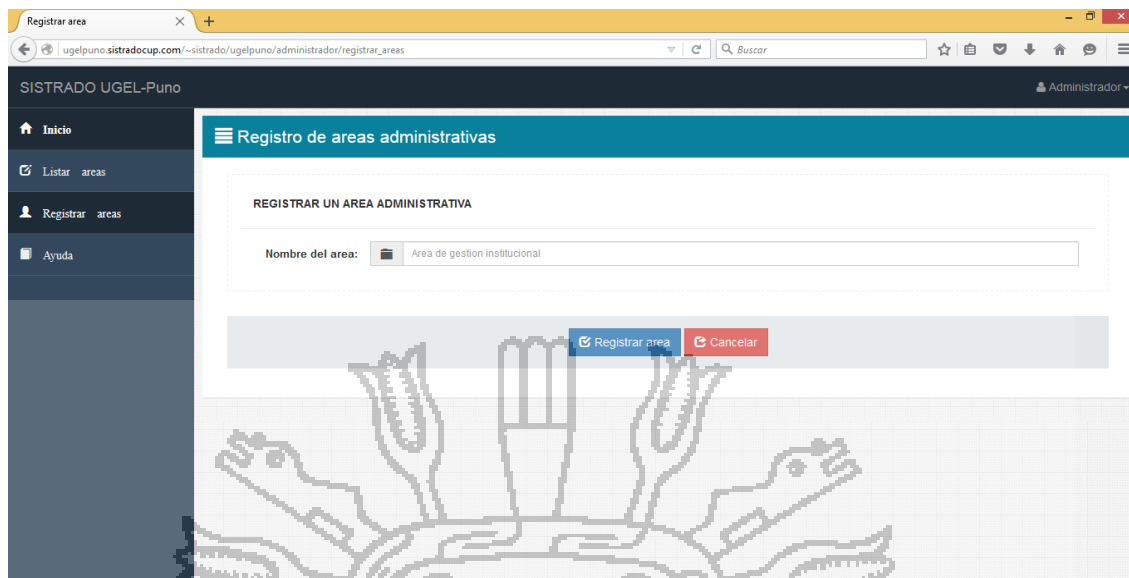 Registrar area
ugelpuno.sistradocup.com/~sistrado/ugelpuno/administrador/registrar_areas
Buscar
SISTRADO UGEL-Puno
Administrador
Inicio
Registro de areas administrativas
Listar areas
Registrar areas
Ayuda
REGISTRAR UN AREA ADMINISTRATIVA
Nombre del area: Area de gestion institucional
Registrar area Cancelar